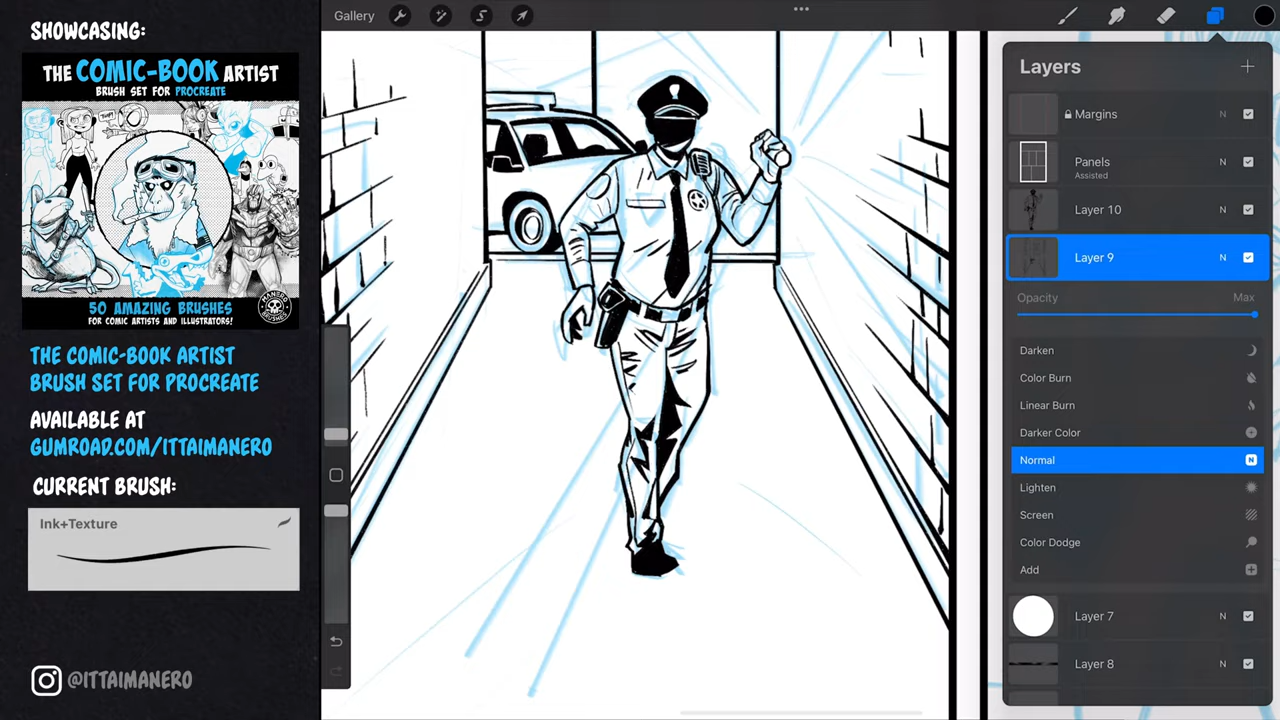 SHOWCASING:
THE COMIC-BOOK ARTIST
BRUSH SET FOR PROCREATE
50 AMAZING BRUSHES
FOR COMIC ARTISTS AND ILLUSTRATORS!
MANERO
BRUSHES
THE COMIC-BOOK ARTIST
BRUSH SET FOR PROCREATE
AVAILABLE AT
GUMROAD.COM/ITTAIMANERO
CURRENT BRUSH:
Ink+Texture
@ITTAIMANERO
Gallery
Layers
Margins N
Panels N
Assisted
Layer 10 N
Layer 9 N
Opacity Max
Darken
Color Burn
Linear Burn
Darker Color
Normal N
Lighten
Screen
Color Dodge
Add
Layer 7 N
Layer 8 N